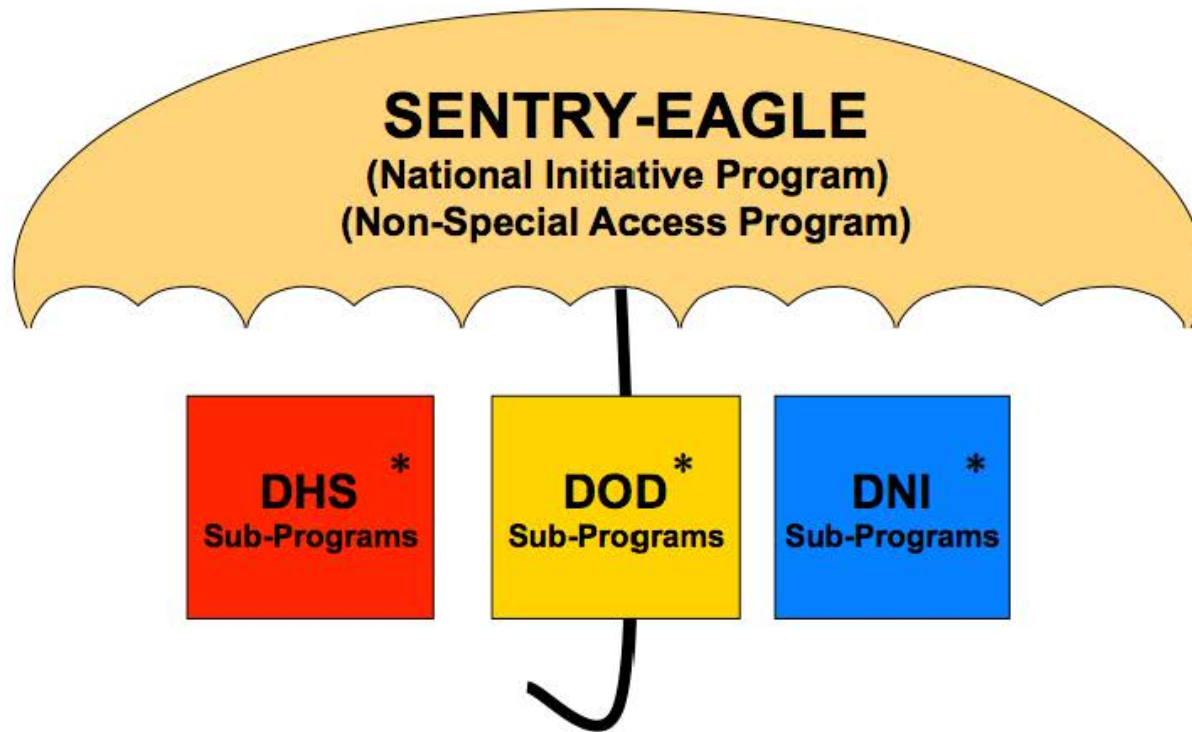 SENTRY-EAGLE
(National Initiative Program)
(Non-Special Access Program)
DHS *
Sub-Programs
DOD *
Sub-Programs
DNI *
Sub-Programs